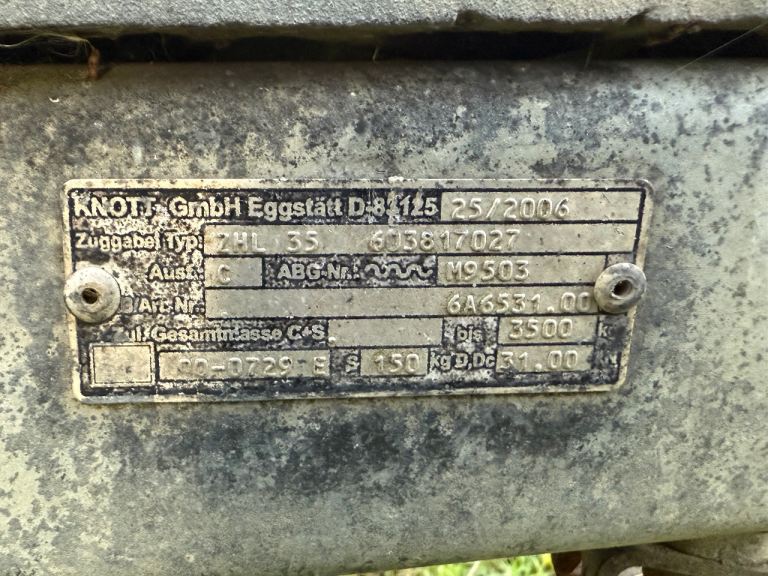 KNOTT GmbH Eggstätt D-83125 25/2006
Zuggabel Typ: ZHL 35 603817027
Ausf.: C ABG-Nr.: M9503
Art. Nr. 6A6531.00
Gesamtmasse C+S bis 3500
00-0729 E S 150 kg D,Dc 31.00